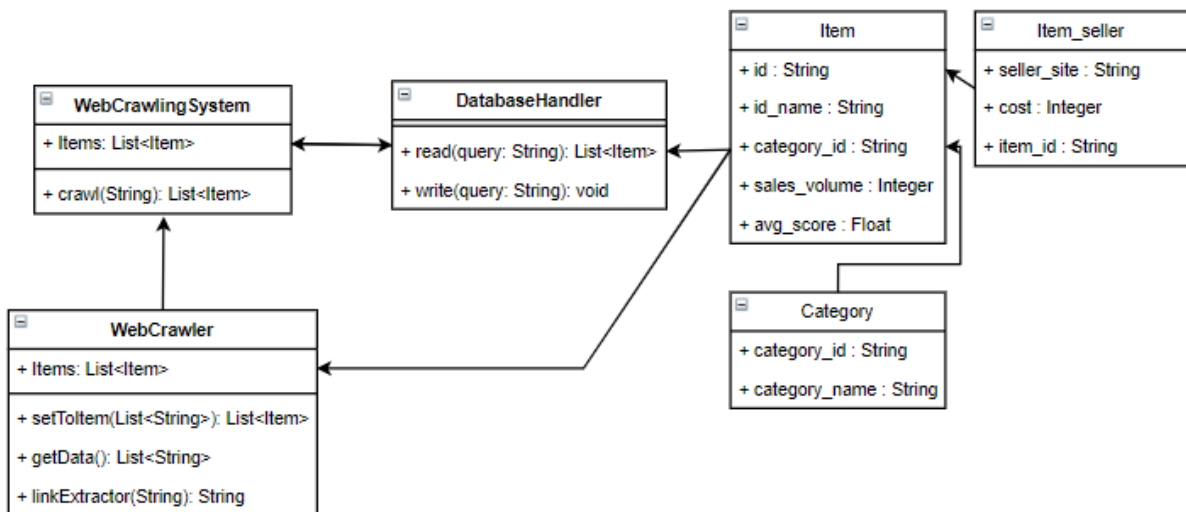 WebCrawlingSystem
+ Items: List<Item>
+ crawl(String): List<Item>
DatabaseHandler
+ read(query: String): List<Item>
+ write(query: String): void
Item
+ id : String
+ id_name : String
+ category_id : String
+ sales_volume : Integer
+ avg_score : Float
Item_seller
+ seller_site : String
+ cost : Integer
+ item_id : String
WebCrawler
+ Items: List<Item>
+ setToItem(List<String>): List<Item>
+ getData(): List<String>
+ linkExtractor(String): String
Category
+ category_id : String
+ category_name : String